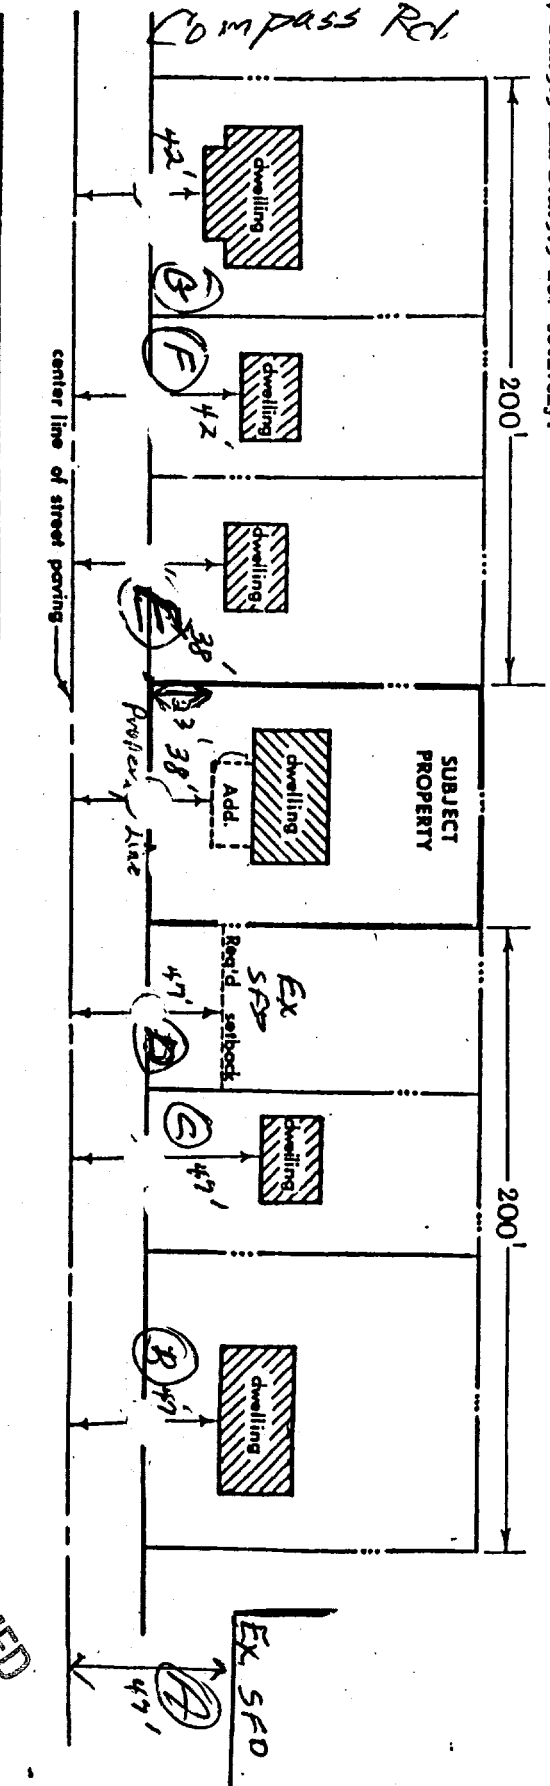 Compass Rd.
200'
200'
SUBJECT
PROPERTY
dwelling
42'
G
dwelling
F
42'
dwelling
E
38'
dwelling
Add.
38'
Property Line
EX
SFD
Req'd setback
47'
D
dwelling
C
47'
dwelling
B
47'
EX SFD
A
47'
center line of street paving